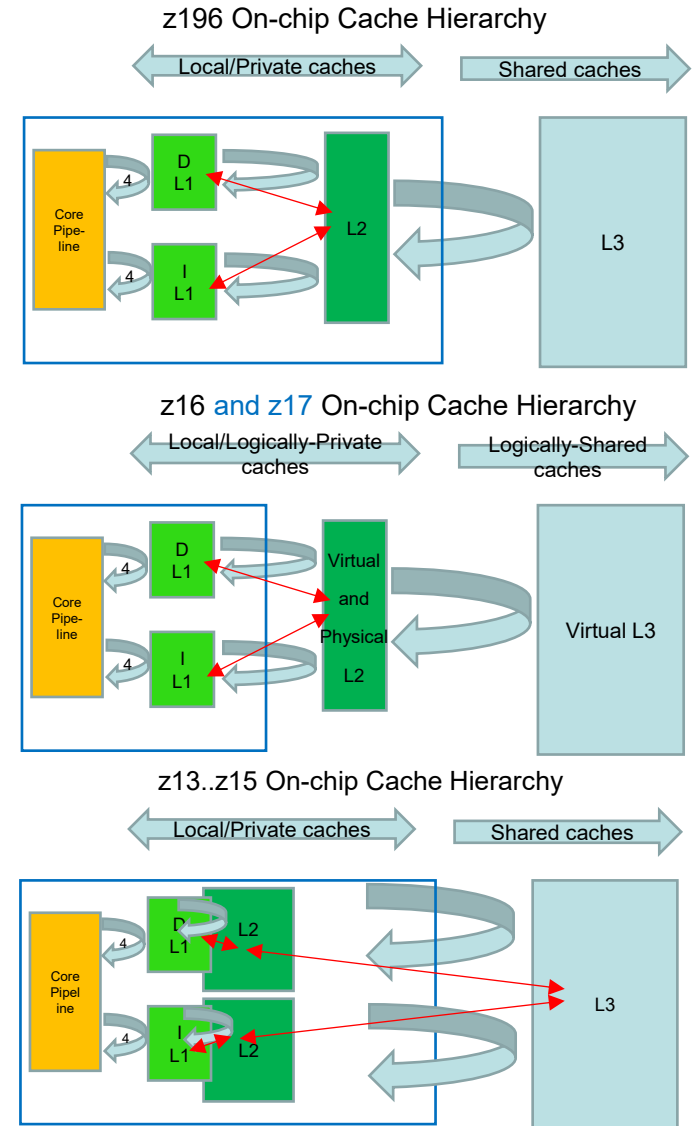 z196 On-chip Cache Hierarchy
Local/Private caches
Shared caches
Core
Pipe-
line
4
D
L1
4
I
L1
L2
L3
z16 and z17 On-chip Cache Hierarchy
Local/Logically-Private
caches
Logically-Shared
caches
Core
Pipe-
line
4
D
L1
4
I
L1
Virtual
and
Physical
L2
Virtual L3
z13..z15 On-chip Cache Hierarchy
Local/Private caches
Shared caches
Core
Pipel
ine
4
D
L1
L2
4
I
L1
L2
L3